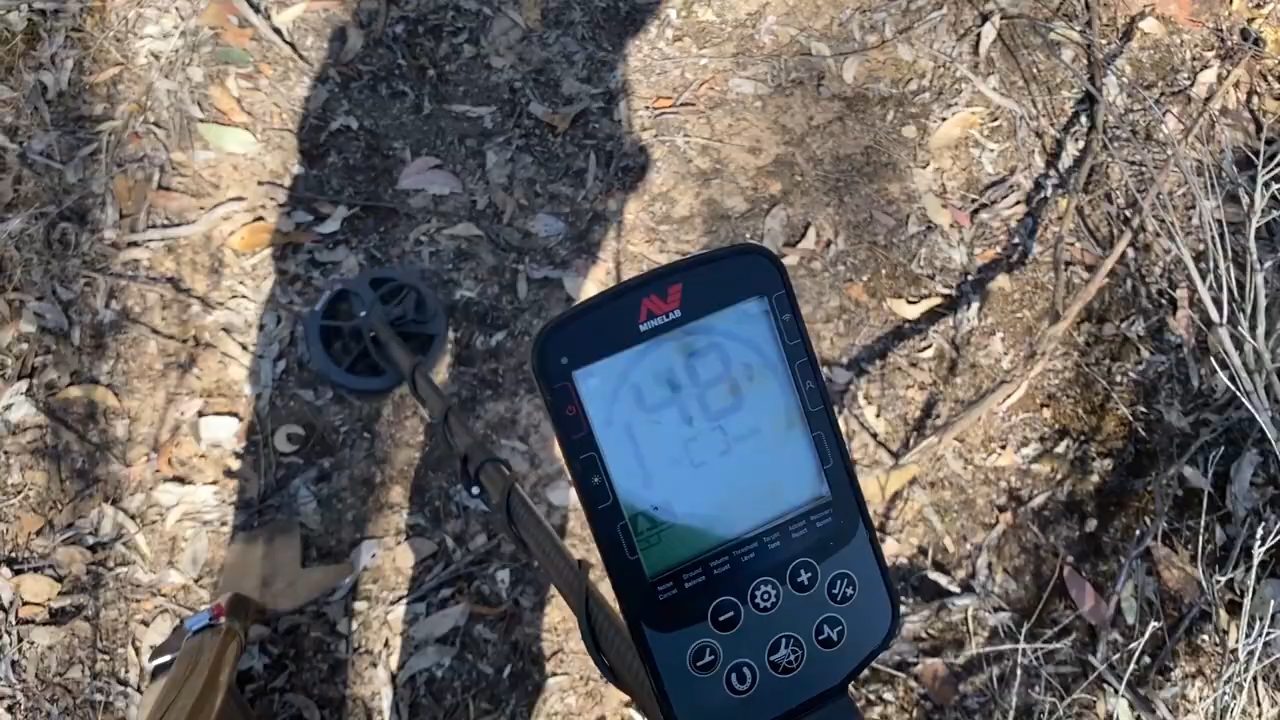 MINELAB
48
Noise Cancel
Ground Balance
Volume Adjust
Threshold Level
Target Tone
Accept Reject
Recovery Speed